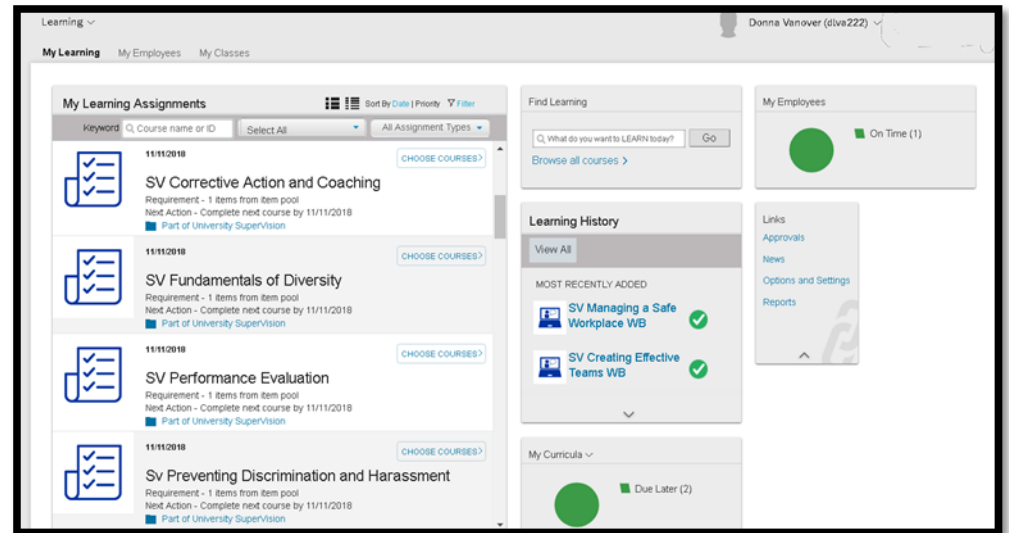 Learning
Donna Vanover (dlva222)
My Learning My Employees My Classes
My Learning Assignments
Sort By Date | Priority Filter
Keyword Course name or ID Select All All Assignment Types
11/11/2018
CHOOSE COURSES>
SV Corrective Action and Coaching
Requirement - 1 items from item pool
Next Action - Complete next course by 11/11/2018
Part of University SuperVision
11/11/2018
CHOOSE COURSES>
SV Fundamentals of Diversity
Requirement - 1 items from item pool
Next Action - Complete next course by 11/11/2018
Part of University SuperVision
11/11/2018
CHOOSE COURSES>
SV Performance Evaluation
Requirement - 1 items from item pool
Next Action - Complete next course by 11/11/2018
Part of University SuperVision
11/11/2018
CHOOSE COURSES>
Sv Preventing Discrimination and Harassment
Requirement - 1 items from item pool
Next Action - Complete next course by 11/11/2018
Part of University SuperVision
Find Learning
What do you want to LEARN today? Go
Browse all courses >
Learning History
View All
MOST RECENTLY ADDED
SV Managing a Safe
Workplace WB
SV Creating Effective
Teams WB
My Curricula
Due Later (2)
My Employees
On Time (1)
Links
Approvals
News
Options and Settings
Reports